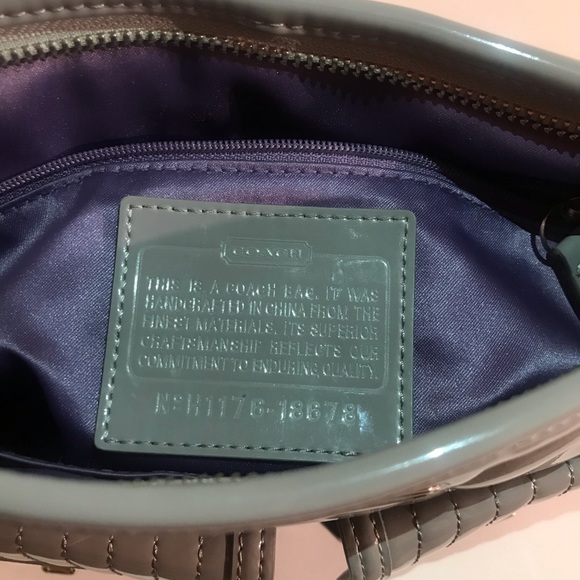 COACH
THIS IS A COACH BAG. IT WAS
HANDCRAFTED IN CHINA FROM THE
FINEST MATERIALS. ITS SUPERIOR
CRAFTSMANSHIP REFLECTS OUR
COMMITMENT TO ENDURING QUALITY.
Nº H1176-18673